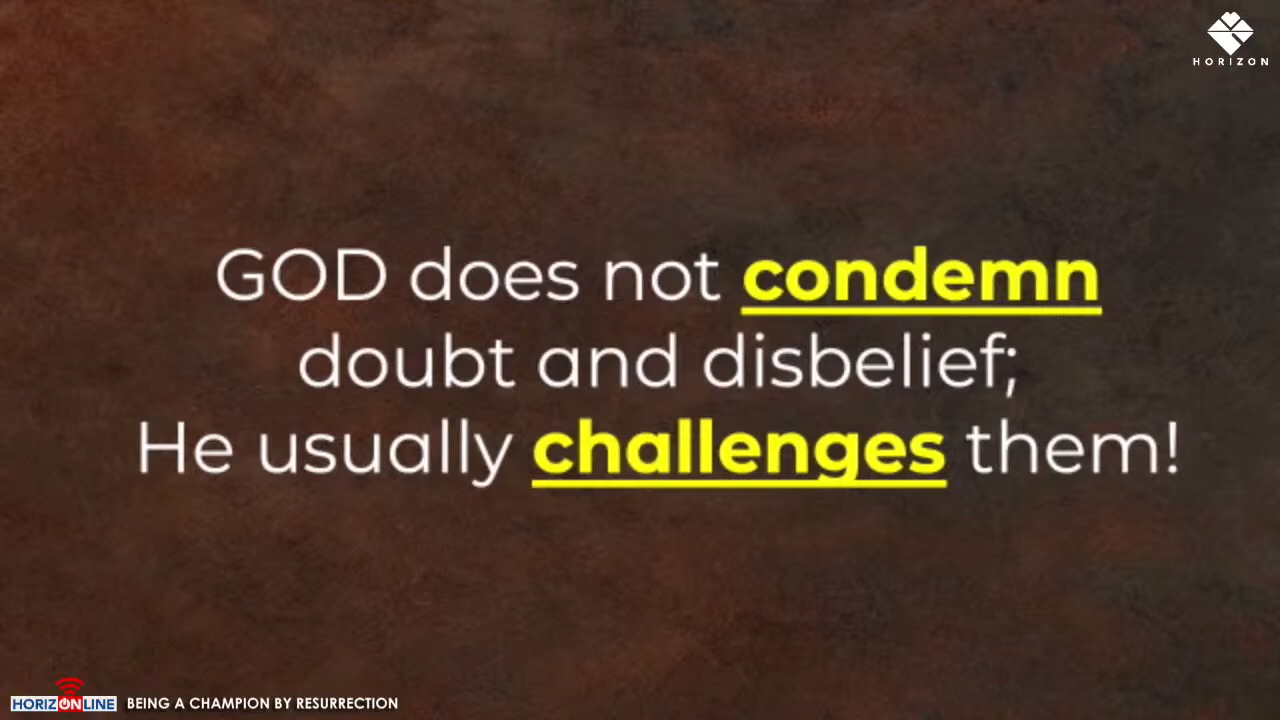 HORIZON
GOD does not condemn
doubt and disbelief;
He usually challenges them!
HORIZONLINE BEING A CHAMPION BY RESURRECTION